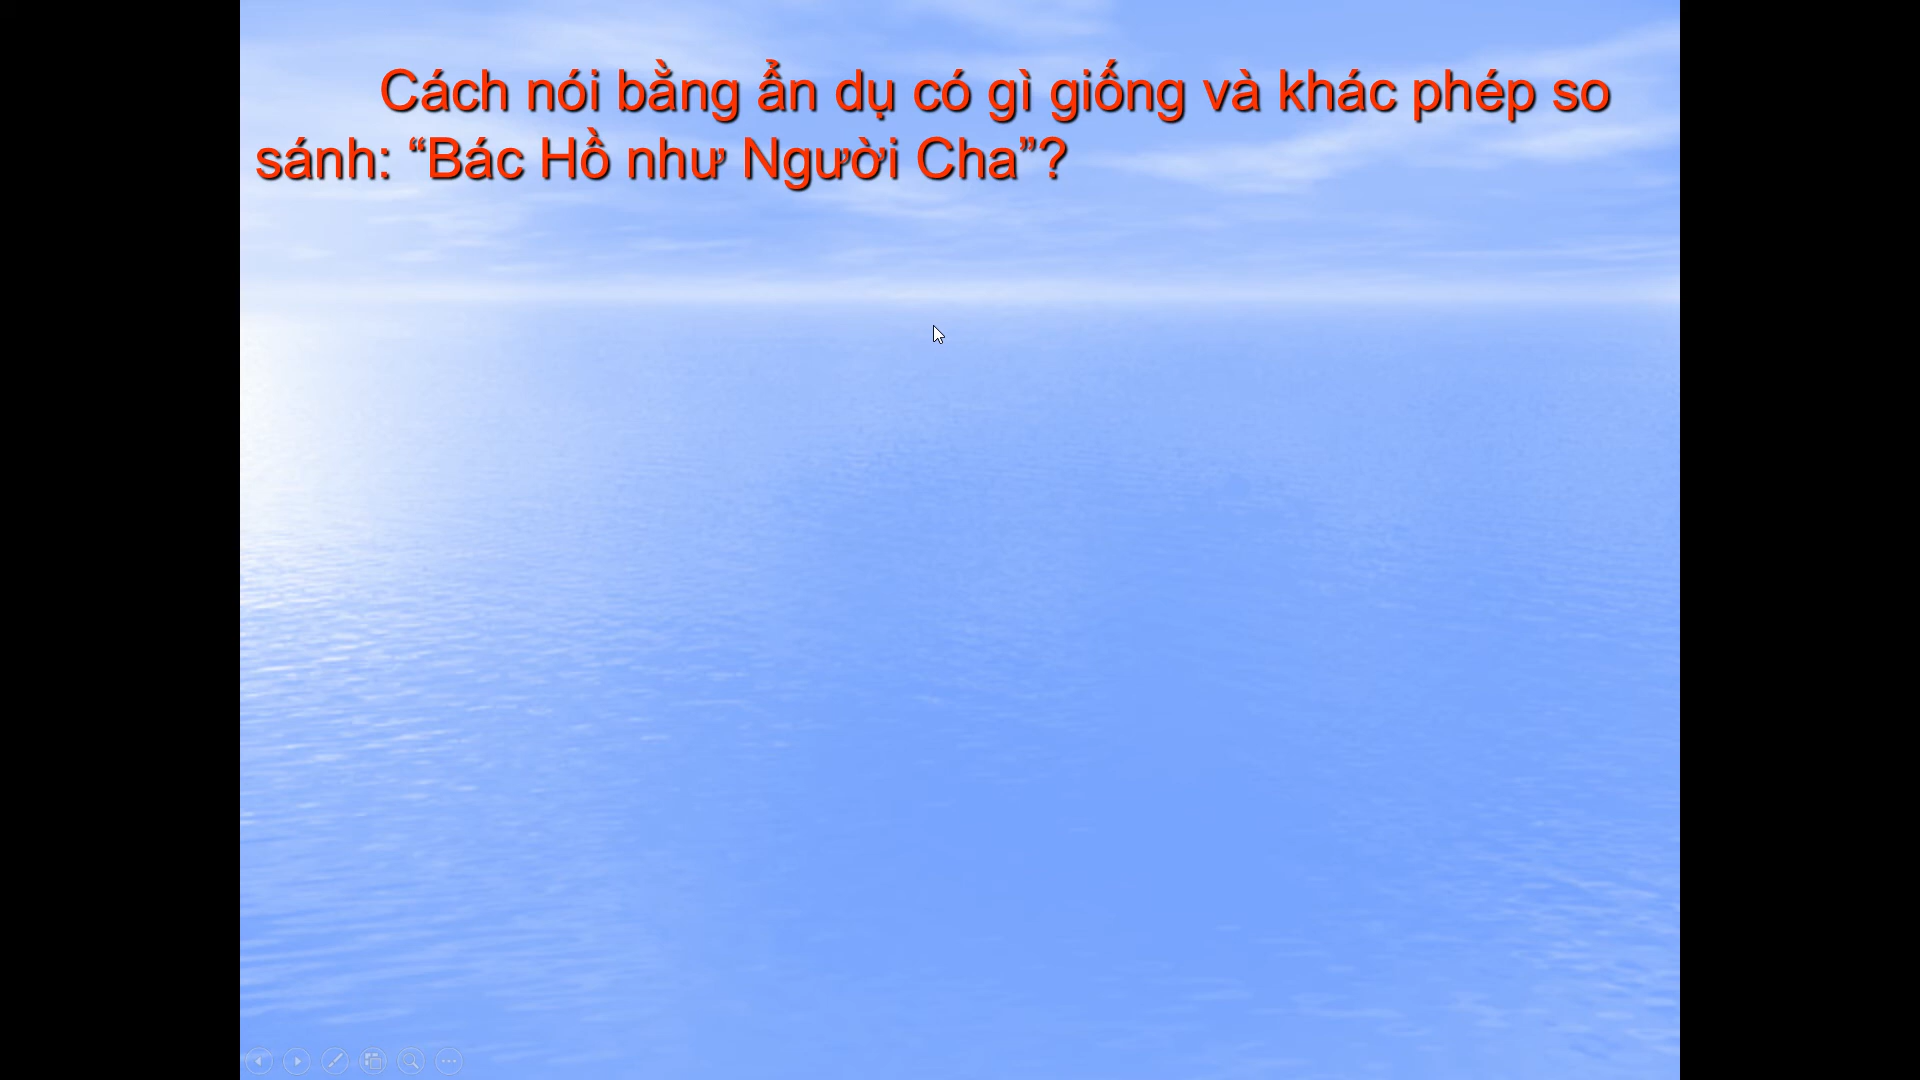 Cách nói bằng ẩn dụ có gì giống và khác phép so
sánh: “Bác Hồ như Người Cha”?